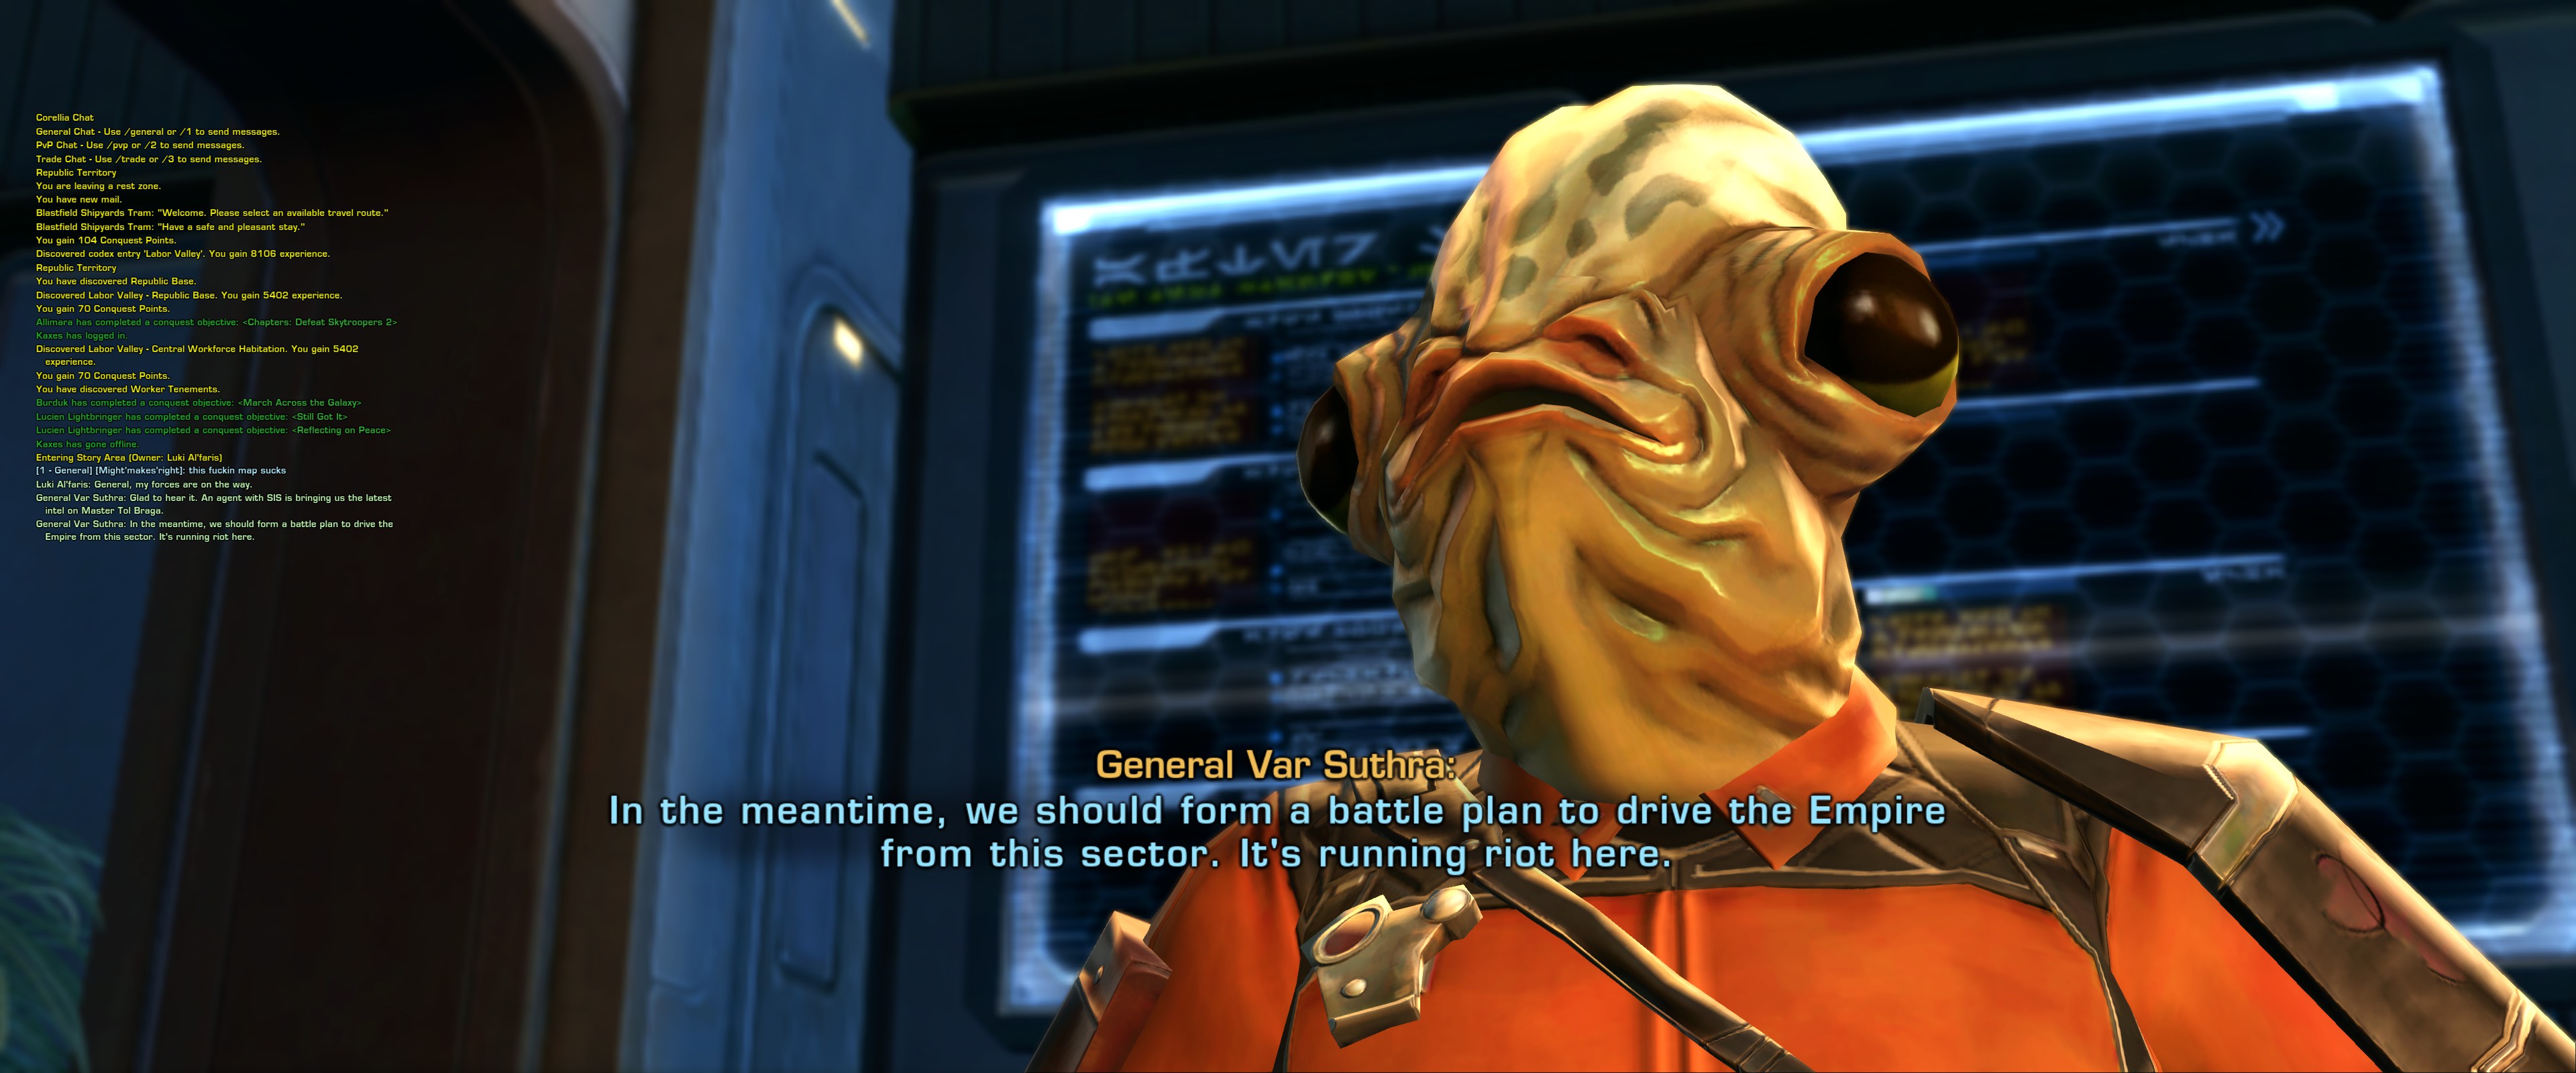 Corellia Chat
General Chat - Use /general or /1 to send messages.
PvP Chat - Use /pvp or /2 to send messages.
Trade Chat - Use /trade or /3 to send messages.
Republic Territory
You are leaving a rest zone.
You have new mail.
Blastfield Shipyards Tram: "Welcome. Please select an available travel route."
Blastfield Shipyards Tram: "Have a safe and pleasant stay."
You gain 104 Conquest Points.
Discovered codex entry 'Labor Valley'. You gain 8106 experience.
Republic Territory
You have discovered Republic Base.
Discovered Labor Valley - Republic Base. You gain 5402 experience.
You gain 70 Conquest Points.
Allimara has completed a conquest objective: <Chapters: Defeat Skytroopers 2>
Kaxes has logged in.
Discovered Labor Valley - Central Workforce Habitation. You gain 5402
experience.
You gain 70 Conquest Points.
You have discovered Worker Tenements.
Burduk has completed a conquest objective: <March Across the Galaxy>
Lucien Lightbringer has completed a conquest objective: <Still Got It>
Lucien Lightbringer has completed a conquest objective: <Reflecting on Peace>
Kaxes has gone offline.
Entering Story Area (Owner: Luki Al'faris)
[1 - General] [Might'makes'right]: this fuckin map sucks
Luki Al'faris: General, my forces are on the way.
General Var Suthra: Glad to hear it. An agent with SIS is bringing us the latest
intel on Master Tol Braga.
General Var Suthra: In the meantime, we should form a battle plan to drive the
Empire from this sector. It's running riot here.
General Var Suthra:
In the meantime, we should form a battle plan to drive the Empire
from this sector. It's running riot here.